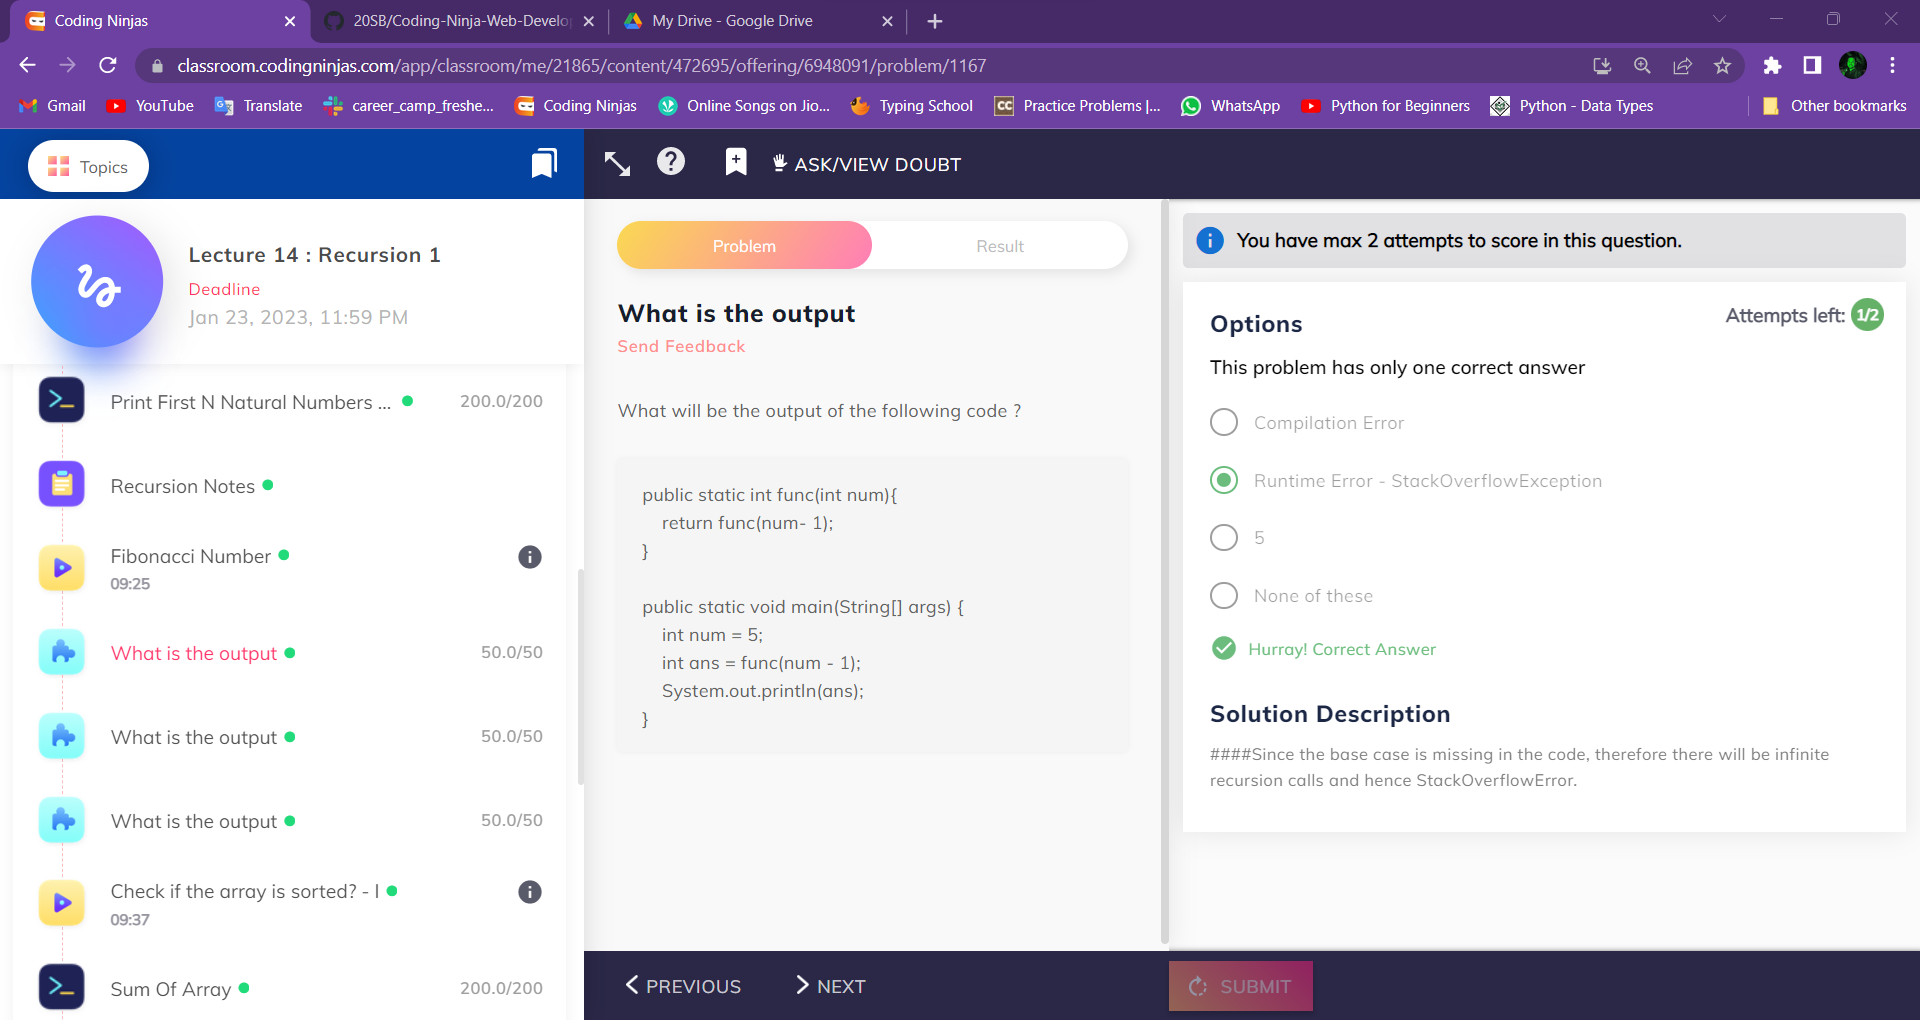 Coding Ninjas
20SB/Coding-Ninja-Web-Develop
My Drive - Google Drive
classroom.codingninjas.com/app/classroom/me/21865/content/472695/offering/6948091/problem/1167
Gmail
YouTube
Translate
career_camp_freshe...
Coding Ninjas
Online Songs on Jio...
Typing School
CC
Practice Problems |...
WhatsApp
Python for Beginners
Python - Data Types
Other bookmarks
Topics
ASK/VIEW DOUBT
Lecture 14 : Recursion 1
Deadline
Jan 23, 2023, 11:59 PM
Print First N Natural Numbers ...
200.0/200
Recursion Notes
Fibonacci Number
09:25
What is the output
50.0/50
What is the output
50.0/50
What is the output
50.0/50
Check if the array is sorted? - I
09:37
Sum Of Array
200.0/200
Problem
Result
What is the output
Send Feedback
What will be the output of the following code ?
public static int func(int num){
return func(num- 1);
}
public static void main(String[] args) {
int num = 5;
int ans = func(num - 1);
System.out.println(ans);
}
PREVIOUS
NEXT
You have max 2 attempts to score in this question.
Options
Attempts left: 1/2
This problem has only one correct answer
Compilation Error
Runtime Error - StackOverflowException
5
None of these
Hurray! Correct Answer
Solution Description
####Since the base case is missing in the code, therefore there will be infinite
recursion calls and hence StackOverflowError.
SUBMIT